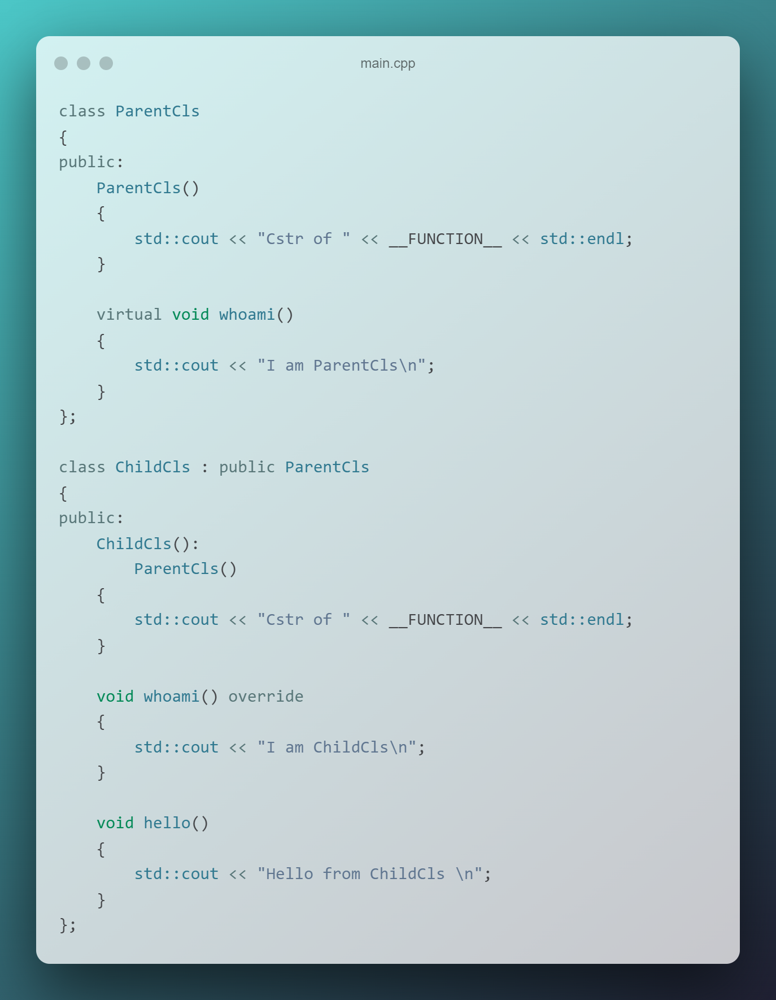 main.cpp
class ParentCls
{
public:
    ParentCls()
    {
        std::cout << "Cstr of " << __FUNCTION__ << std::endl;
    }

    virtual void whoami()
    {
        std::cout << "I am ParentCls\n";
    }
};

class ChildCls : public ParentCls
{
public:
    ChildCls():
        ParentCls()
    {
        std::cout << "Cstr of " << __FUNCTION__ << std::endl;
    }

    void whoami() override
    {
        std::cout << "I am ChildCls\n";
    }

    void hello()
    {
        std::cout << "Hello from ChildCls \n";
    }
};